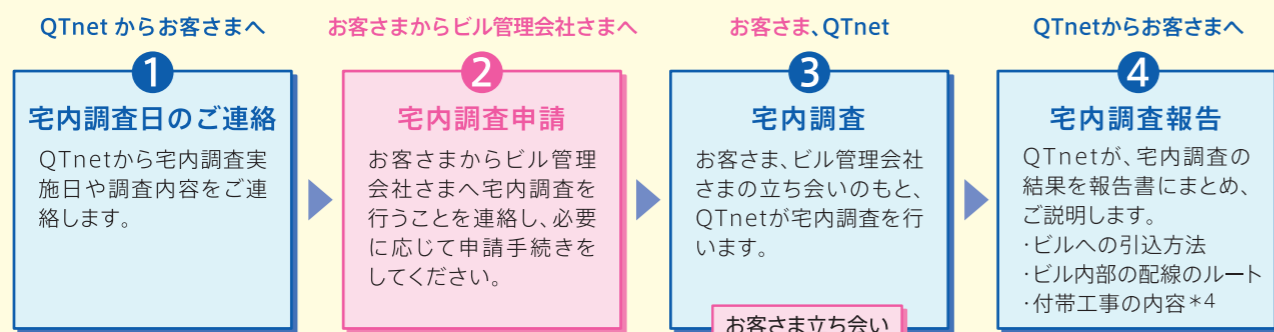 QTnet からお客さまへ
1
宅内調査日のご連絡
QTnetから宅内調査実
施日や調査内容をご連
絡します。
お客さまからビル管理会社さまへ
2
宅内調査申請
お客さまからビル管理
会社さまへ宅内調査を
行うことを連絡し、必要
に応じて申請手続きを
してください。
お客さま、QTnet
3
宅内調査
お客さま、ビル管理会社
さまの立ち会いのもと、
QTnetが宅内調査を行
います。
お客さま立ち会い
QTnetからお客さまへ
4
宅内調査報告
QTnetが、宅内調査の
結果を報告書にまとめ、
ご説明します。
・ビルへの引込方法
・ビル内部の配線のルート
・付帯工事の内容＊4